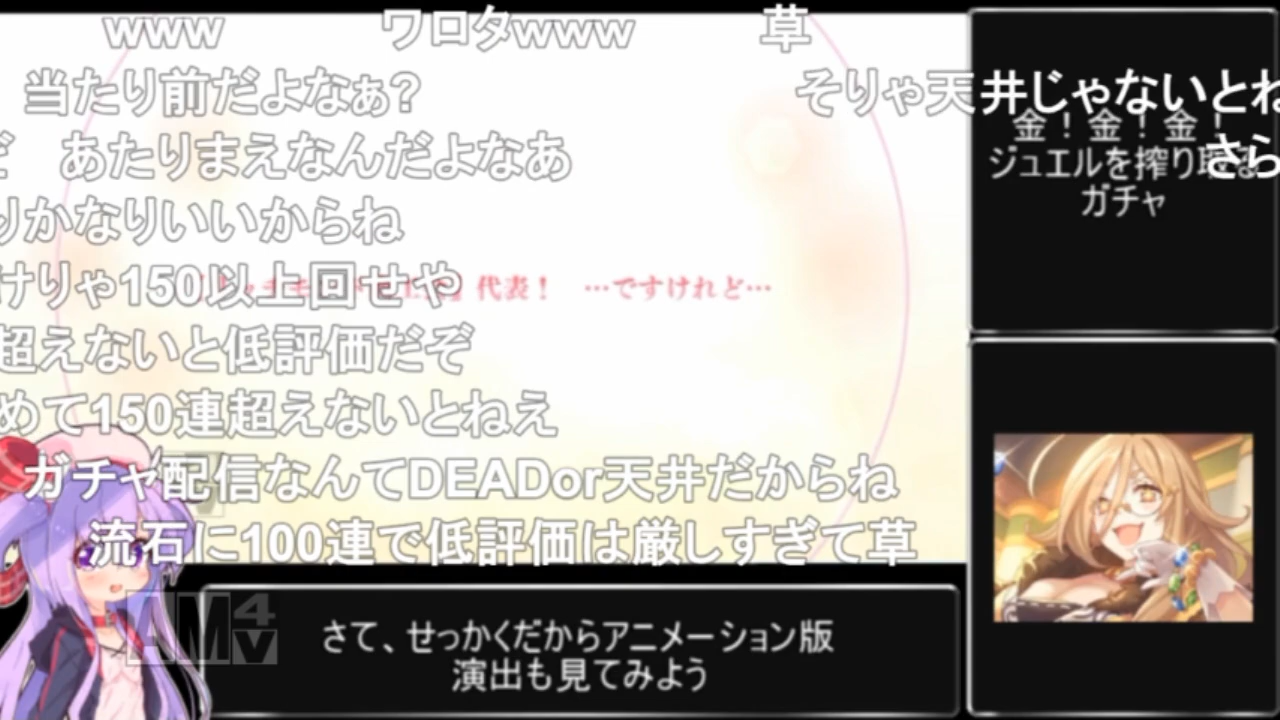 www ワロタwww 草
当たり前だよなぁ?
そりゃ天井じゃないとね
あたりまえなんだよなあ
さら
りかなりいいからね
けりゃ150以上回せや
代表! …ですけれど…
超えないと低評価だぞ
めて150連超えないとねえ
ガチャ配信なんてDEADor天井だからね
流石に100連で低評価は厳しすぎて草
金!金!金!
ジュエルを搾り取る
ガチャ
さて、せっかくだからアニメーション版
演出も見てみよう
AM4v